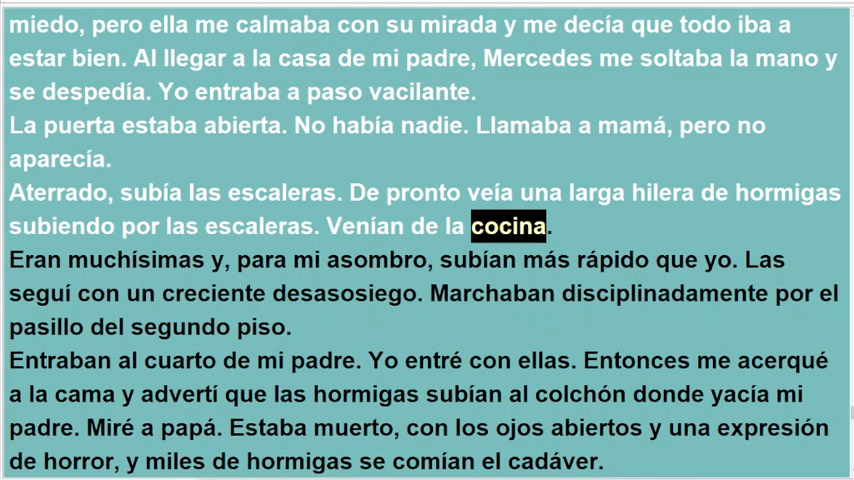 miedo, pero ella me calmaba con su mirada y me decía que todo iba a
estar bien. Al llegar a la casa de mi padre, Mercedes me soltaba la mano y
se despedía. Yo entraba a paso vacilante.
La puerta estaba abierta. No había nadie. Llamaba a mamá, pero no
aparecía.
Aterrado, subía las escaleras. De pronto veía una larga hilera de hormigas
subiendo por las escaleras. Venían de la cocina.
Eran muchísimas y, para mi asombro, subían más rápido que yo. Las
seguí con un creciente desasosiego. Marchaban disciplinadamente por el
pasillo del segundo piso.
Entraban al cuarto de mi padre. Yo entré con ellas. Entonces me acerqué
a la cama y advertí que las hormigas subían al colchón donde yacía mi
padre. Miré a papá. Estaba muerto, con los ojos abiertos y una expresión
de horror, y miles de hormigas se comían el cadáver.